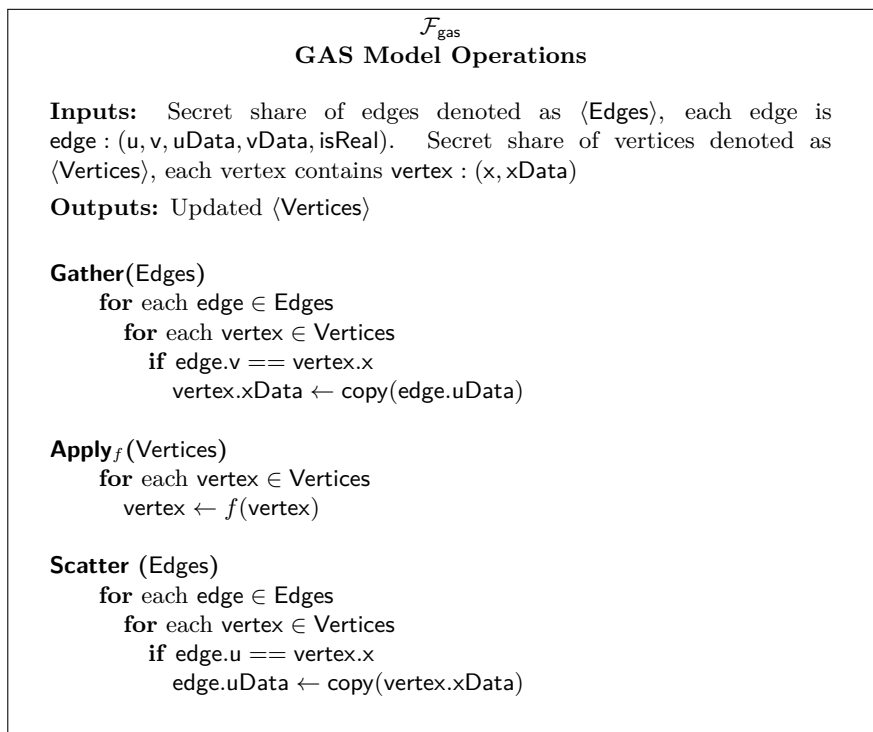 𝓕gas
GAS Model Operations
Inputs: Secret share of edges denoted as ⟨Edges⟩, each edge is
edge : (u, v, uData, vData, isReal). Secret share of vertices denoted as
⟨Vertices⟩, each vertex contains vertex : (x, xData)
Outputs: Updated ⟨Vertices⟩
Gather(Edges)
for each edge ∈ Edges
for each vertex ∈ Vertices
if edge.v == vertex.x
vertex.xData ← copy(edge.uData)
Applyf(Vertices)
for each vertex ∈ Vertices
vertex ← f(vertex)
Scatter (Edges)
for each edge ∈ Edges
for each vertex ∈ Vertices
if edge.u == vertex.x
edge.uData ← copy(vertex.xData)